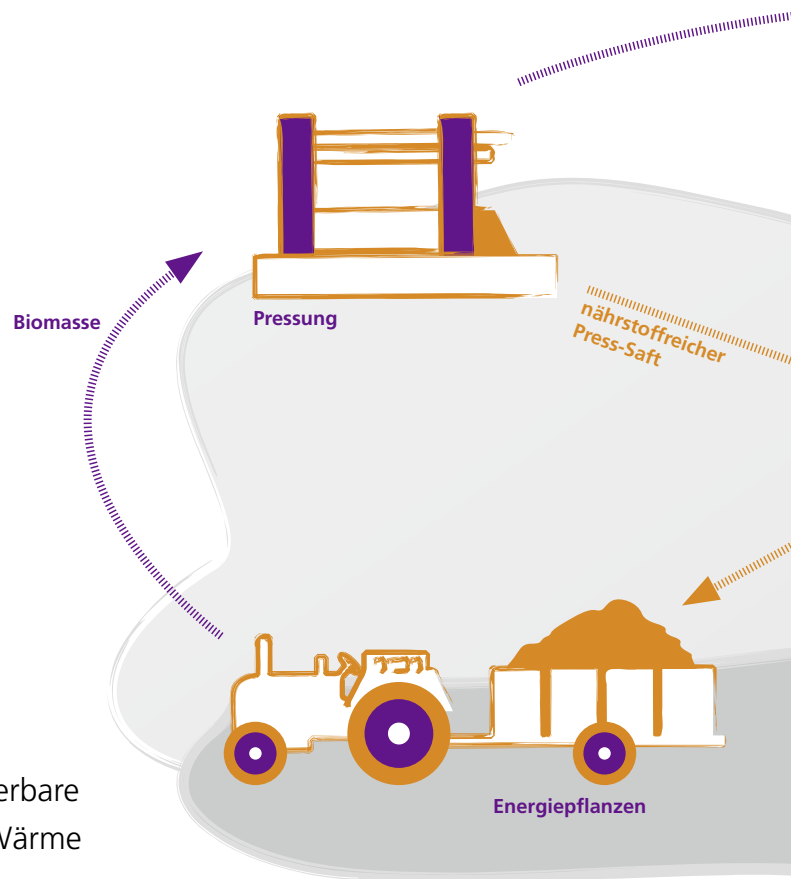 Biomasse
Pressung
nährstoffreicher
Press-Saft
Energiepflanzen